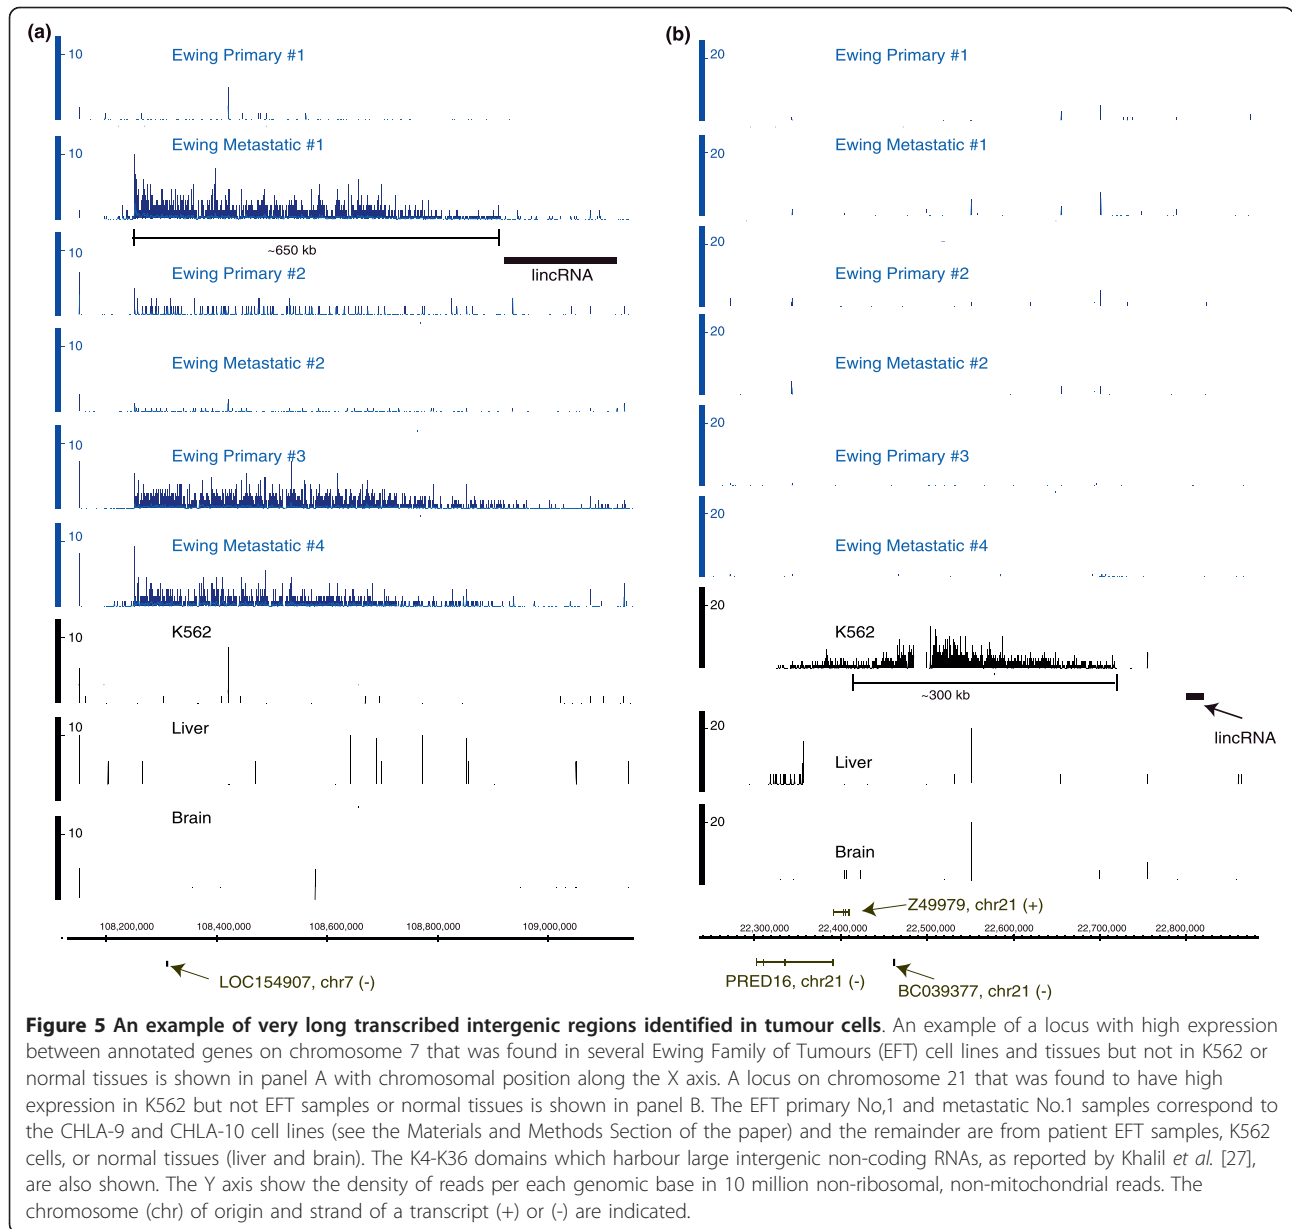 (a)
10
Ewing Primary #1
10
Ewing Metastatic #1
~650 kb
lincRNA
10
Ewing Primary #2
10
Ewing Metastatic #2
10
Ewing Primary #3
10
Ewing Metastatic #4
10
K562
10
Liver
10
Brain
108,200,000 108,400,000 108,600,000 108,800,000 109,000,000
LOC154907, chr7 (-)
(b)
20
Ewing Primary #1
20
Ewing Metastatic #1
20
Ewing Primary #2
20
Ewing Metastatic #2
20
Ewing Primary #3
20
Ewing Metastatic #4
20
K562
~300 kb
lincRNA
20
Liver
20
Brain
Z49979, chr21 (+)
22,300,000 22,400,000 22,500,000 22,600,000 22,700,000 22,800,000
PRED16, chr21 (-)
BC039377, chr21 (-)
Figure 5 An example of very long transcribed intergenic regions identified in tumour cells. An example of a locus with high expression
between annotated genes on chromosome 7 that was found in several Ewing Family of Tumours (EFT) cell lines and tissues but not in K562 or
normal tissues is shown in panel A with chromosomal position along the X axis. A locus on chromosome 21 that was found to have high
expression in K562 but not EFT samples or normal tissues is shown in panel B. The EFT primary No,1 and metastatic No.1 samples correspond to
the CHLA-9 and CHLA-10 cell lines (see the Materials and Methods Section of the paper) and the remainder are from patient EFT samples, K562
cells, or normal tissues (liver and brain). The K4-K36 domains which harbour large intergenic non-coding RNAs, as reported by Khalil et al. [27],
are also shown. The Y axis show the density of reads per each genomic base in 10 million non-ribosomal, non-mitochondrial reads. The
chromosome (chr) of origin and strand of a transcript (+) or (-) are indicated.